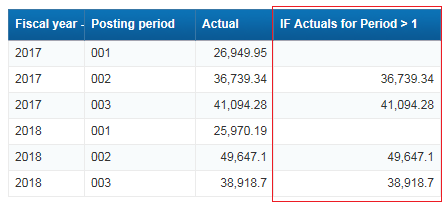 Fiscal year - Posting period Actual IF Actuals for Period > 1
2017 001 26,949.95
2017 002 36,739.34 36,739.34
2017 003 41,094.28 41,094.28
2018 001 25,970.19
2018 002 49,647.1 49,647.1
2018 003 38,918.7 38,918.7